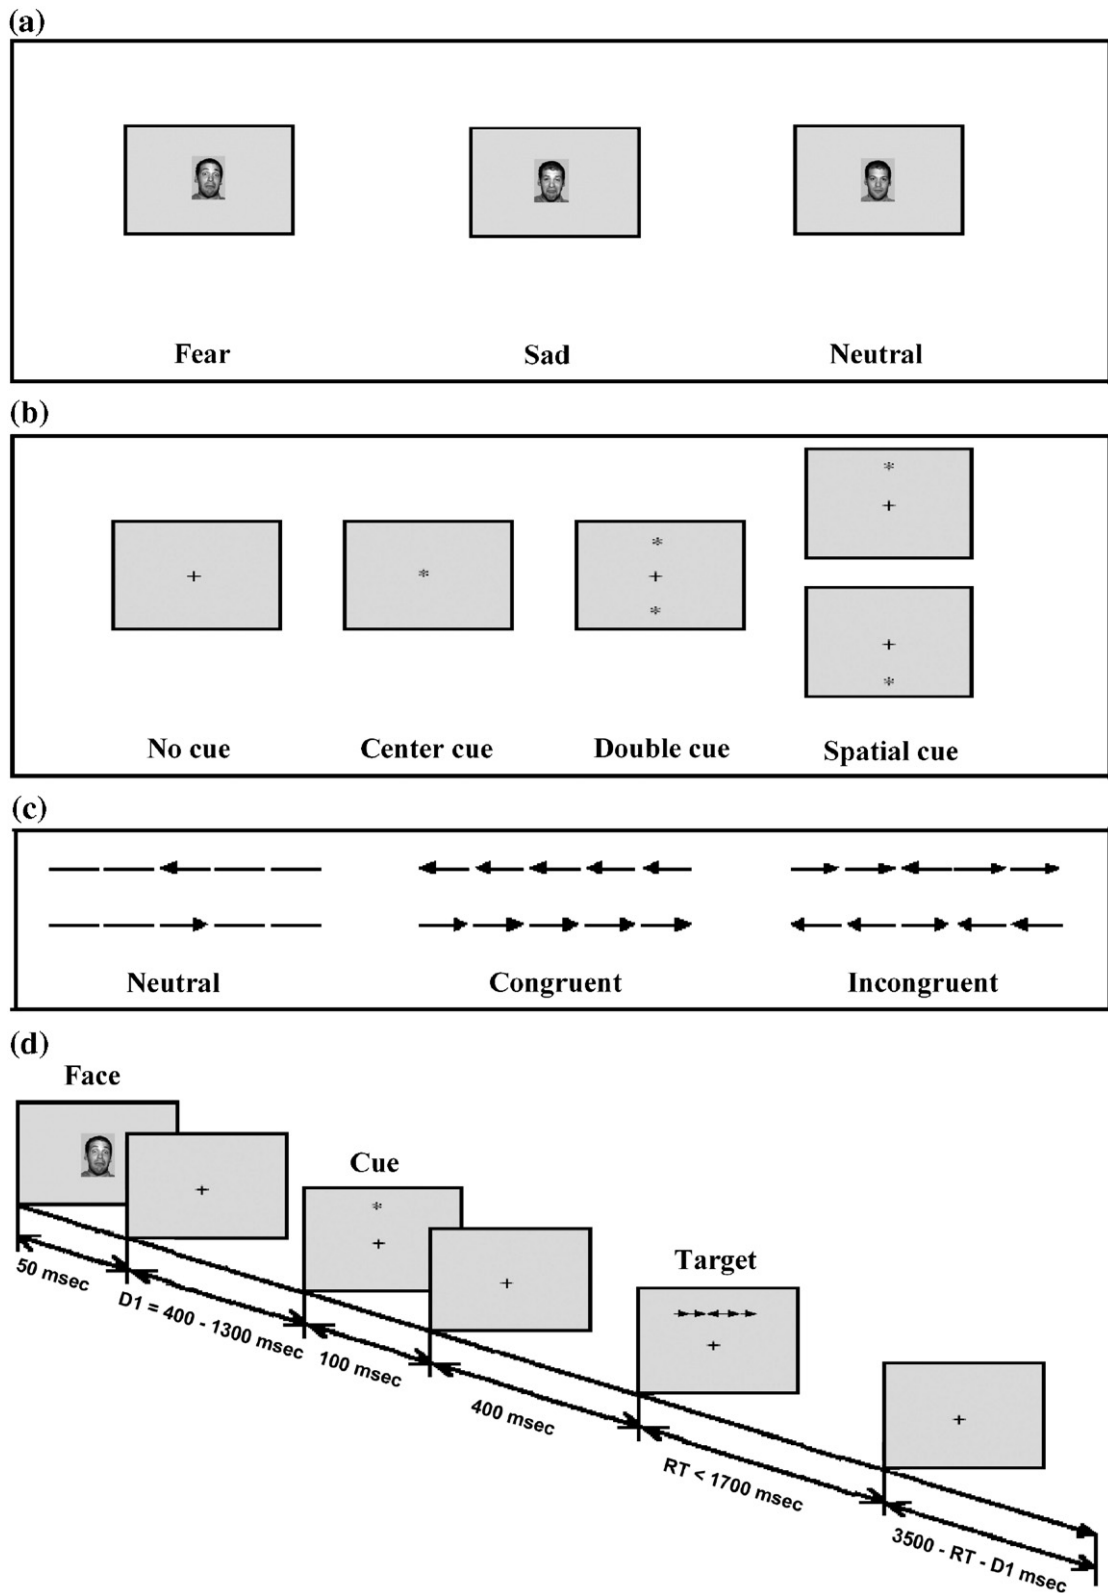 (a)
Fear Sad Neutral
(b)
No cue Center cue Double cue Spatial cue
(c)
Neutral Congruent Incongruent
(d)
Face
Cue
Target
50 msec
D1 = 400 - 1300 msec
100 msec
400 msec
RT < 1700 msec
3500 - RT - D1 msec